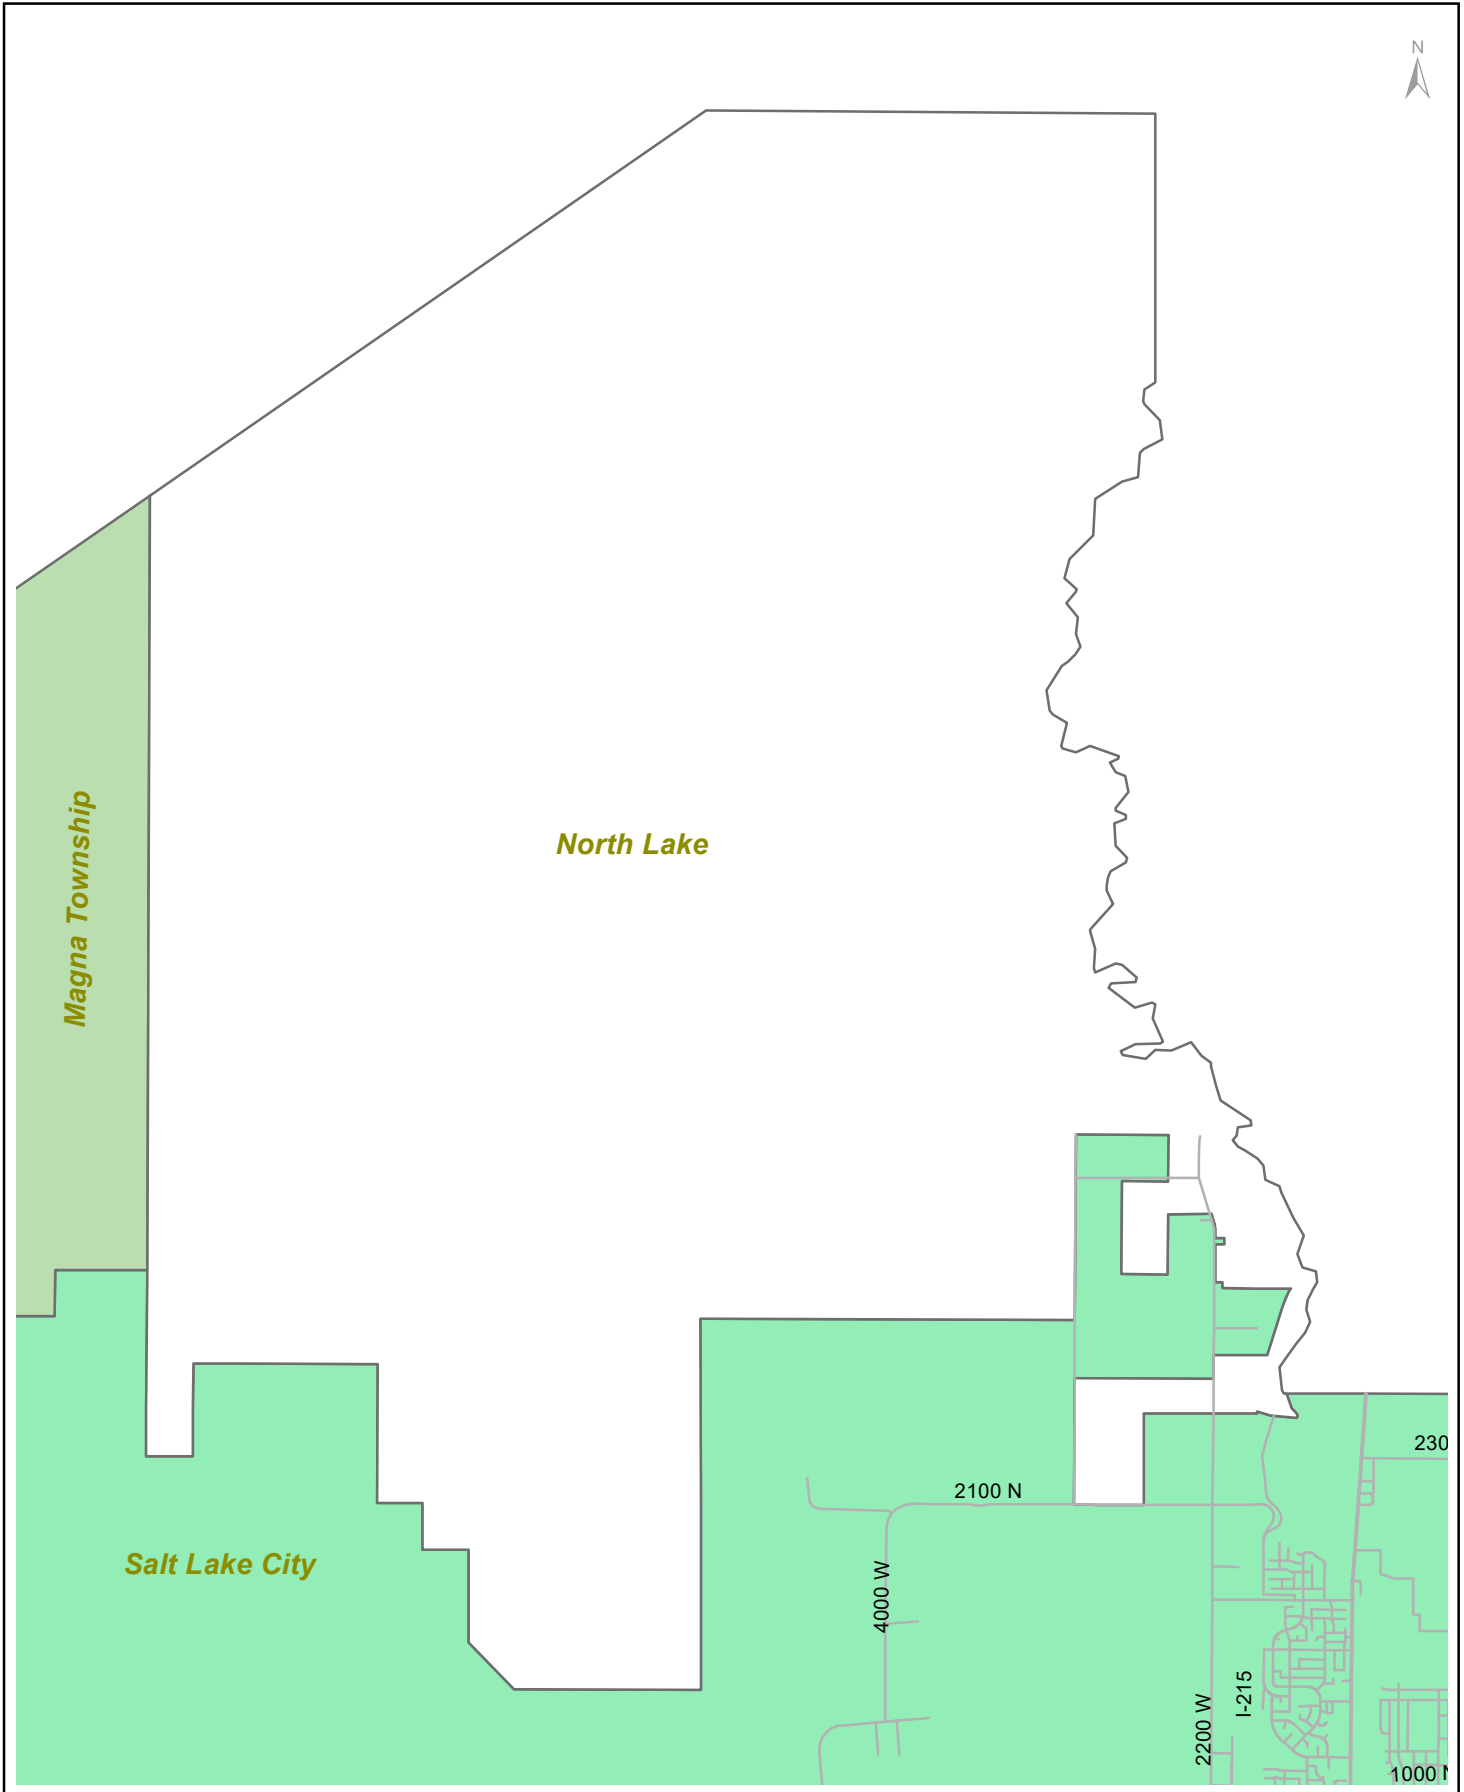 N
North Lake
Magna Township
230
2100 N
Salt Lake City
4000 W
I-215
2200 W
1000 N